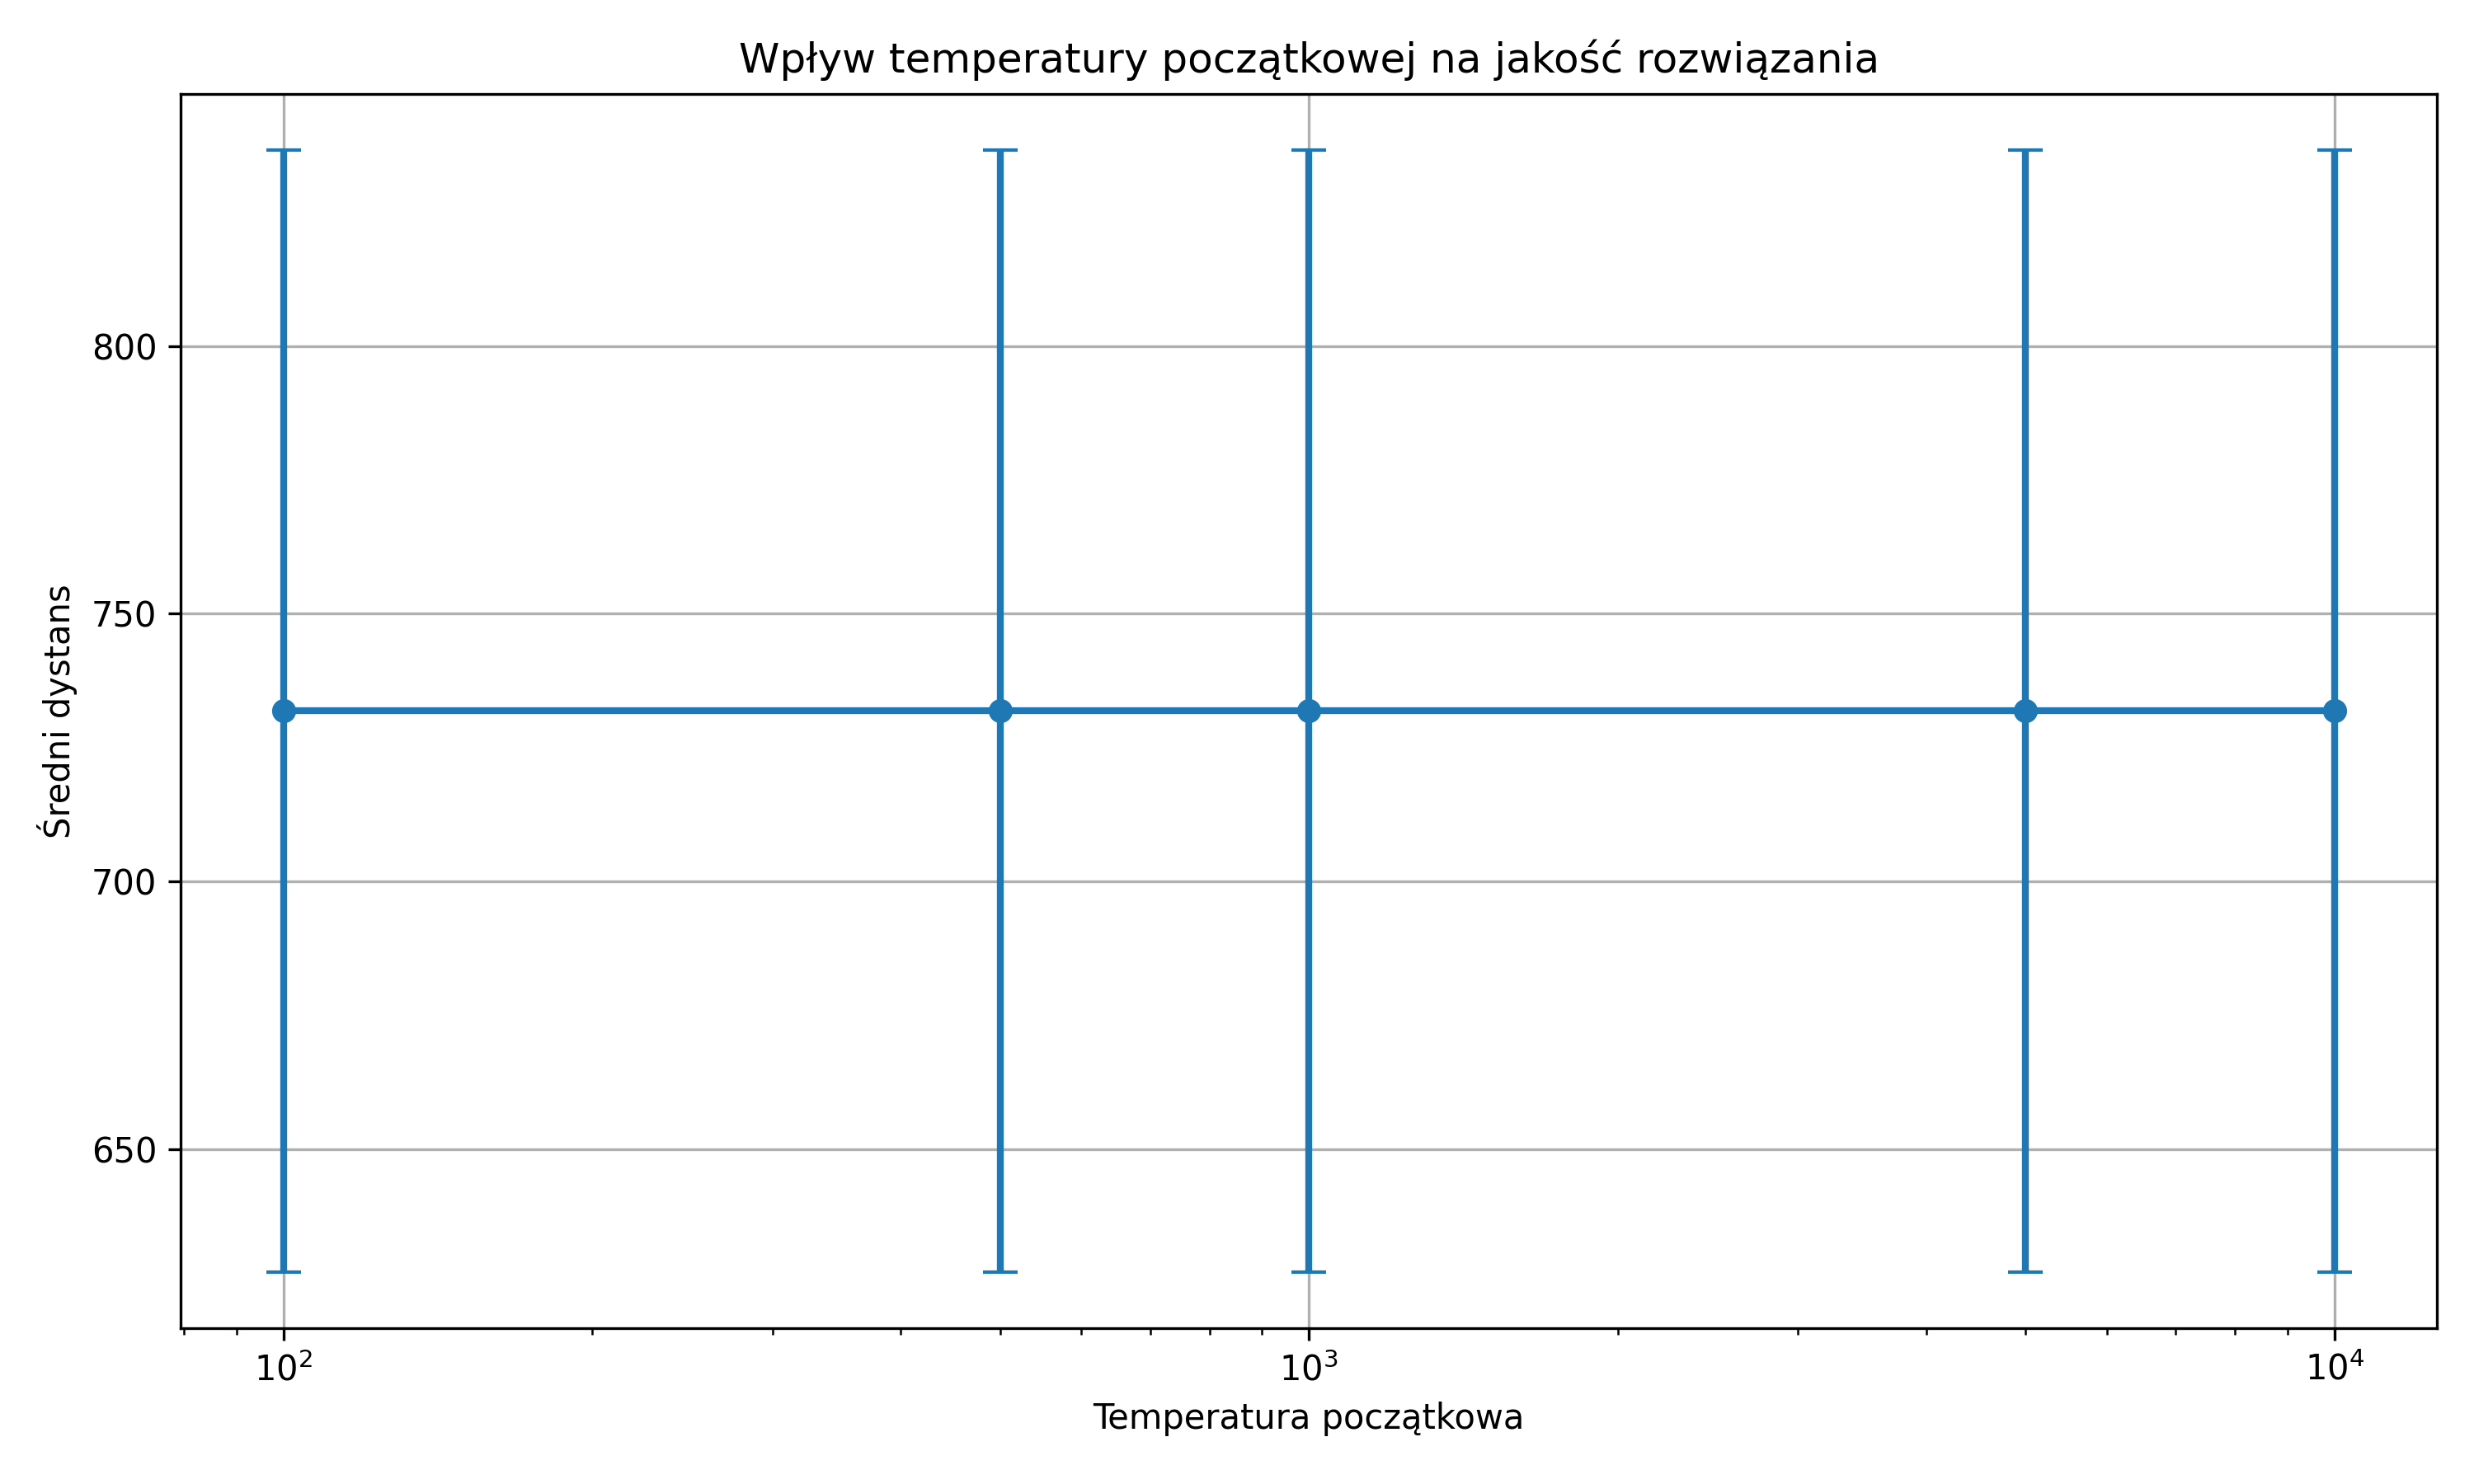 Wpływ temperatury początkowej na jakość rozwiązania
Średni dystans
800
750
700
650
10²
10³
10⁴
Temperatura początkowa